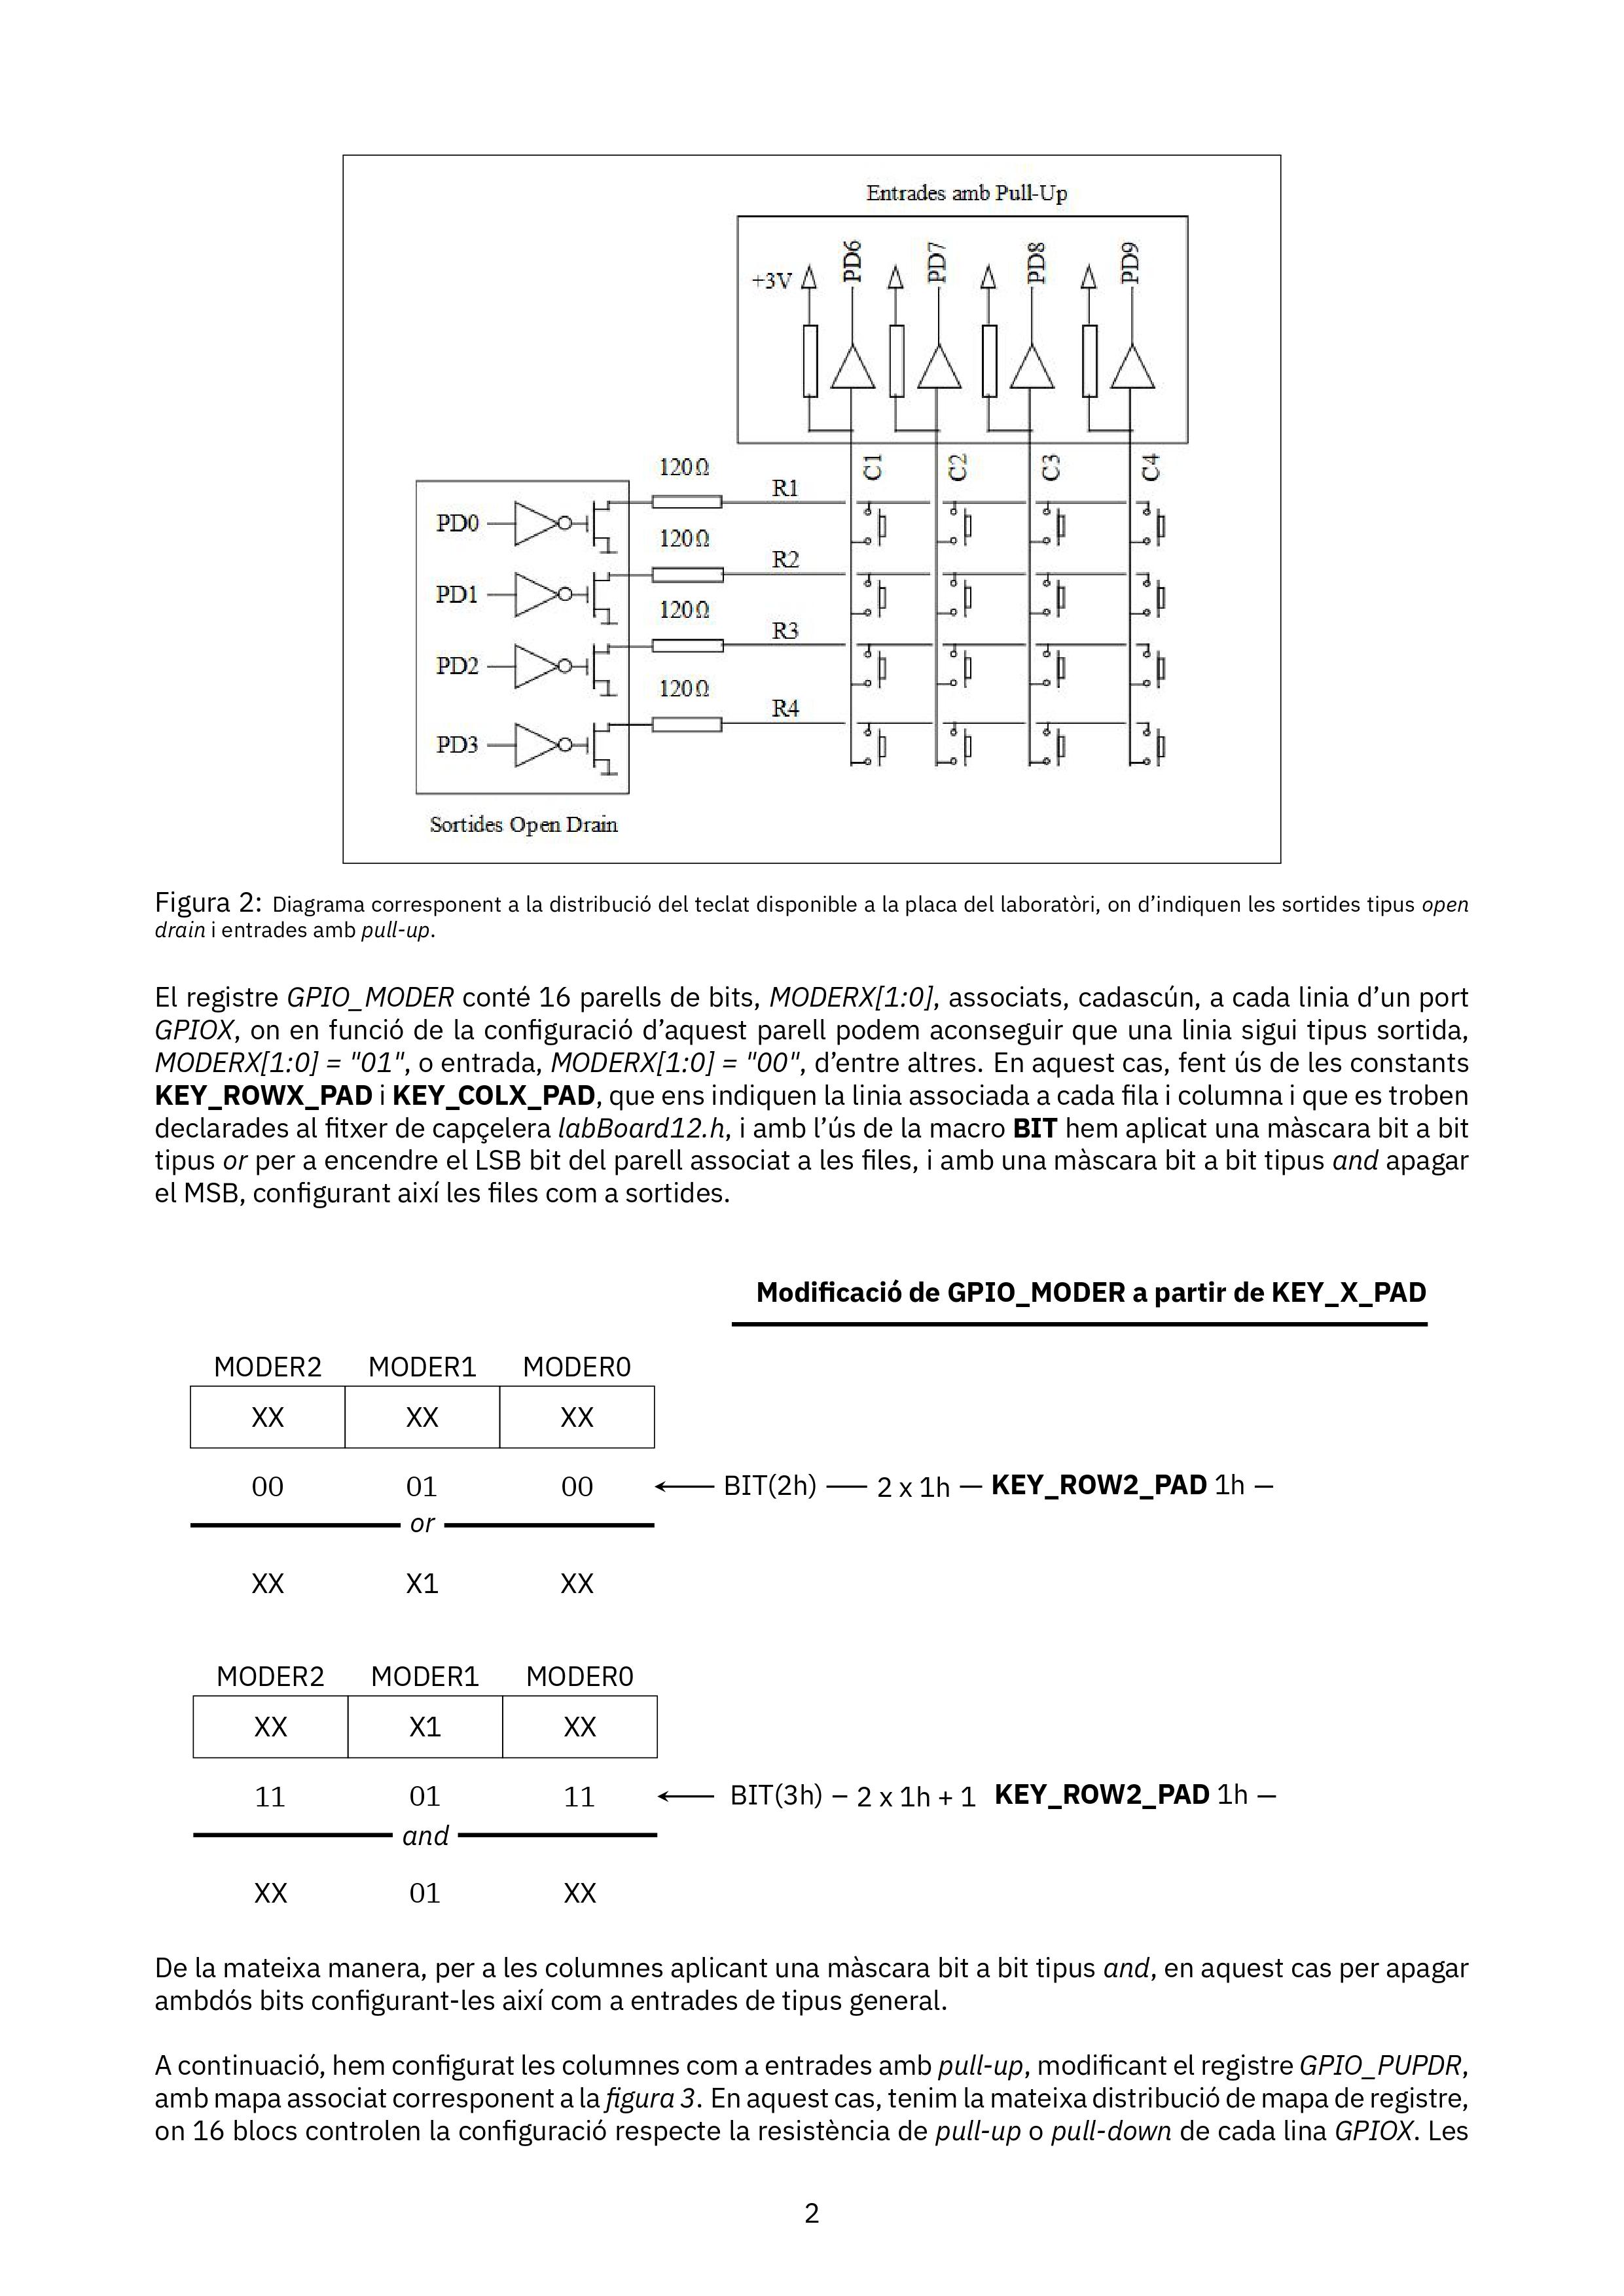 Entrades amb Pull-Up
+3V PD6 PD7 PD8 PD9
C1 C2 C3 C4
120Ω
R1
PD0
120Ω
R2
PD1
120Ω
R3
PD2
120Ω
R4
PD3
Sortides Open Drain
Figura 2: Diagrama corresponent a la distribució del teclat disponible a la placa del laboratòri, on d'indiquen les sortides tipus open
drain i entrades amb pull-up.
El registre GPIO_MODER conté 16 parells de bits, MODERX[1:0], associats, cadascún, a cada linia d'un port
GPIOX, on en funció de la configuració d'aquest parell podem aconseguir que una linia sigui tipus sortida,
MODERX[1:0] = "01", o entrada, MODERX[1:0] = "00", d'entre altres. En aquest cas, fent ús de les constants
KEY_ROWX_PAD i KEY_COLX_PAD, que ens indiquen la linia associada a cada fila i columna i que es troben
declarades al fitxer de capçelera labBoard12.h, i amb l'ús de la macro BIT hem aplicat una màscara bit a bit
tipus or per a encendre el LSB bit del parell associat a les files, i amb una màscara bit a bit tipus and apagar
el MSB, configurant així les files com a sortides.
Modificació de GPIO_MODER a partir de KEY_X_PAD
MODER2 MODER1 MODER0
XX XX XX
00 01 00 ← BIT(2h) — 2 x 1h — KEY_ROW2_PAD 1h —
or
XX X1 XX
MODER2 MODER1 MODER0
XX X1 XX
11 01 11 ← BIT(3h) – 2 x 1h + 1 KEY_ROW2_PAD 1h —
and
XX 01 XX
De la mateixa manera, per a les columnes aplicant una màscara bit a bit tipus and, en aquest cas per apagar
ambdós bits configurant-les així com a entrades de tipus general.
A continuació, hem configurat les columnes com a entrades amb pull-up, modificant el registre GPIO_PUPDR,
amb mapa associat corresponent a la figura 3. En aquest cas, tenim la mateixa distribució de mapa de registre,
on 16 blocs controlen la configuració respecte la resistència de pull-up o pull-down de cada lina GPIOX. Les
2